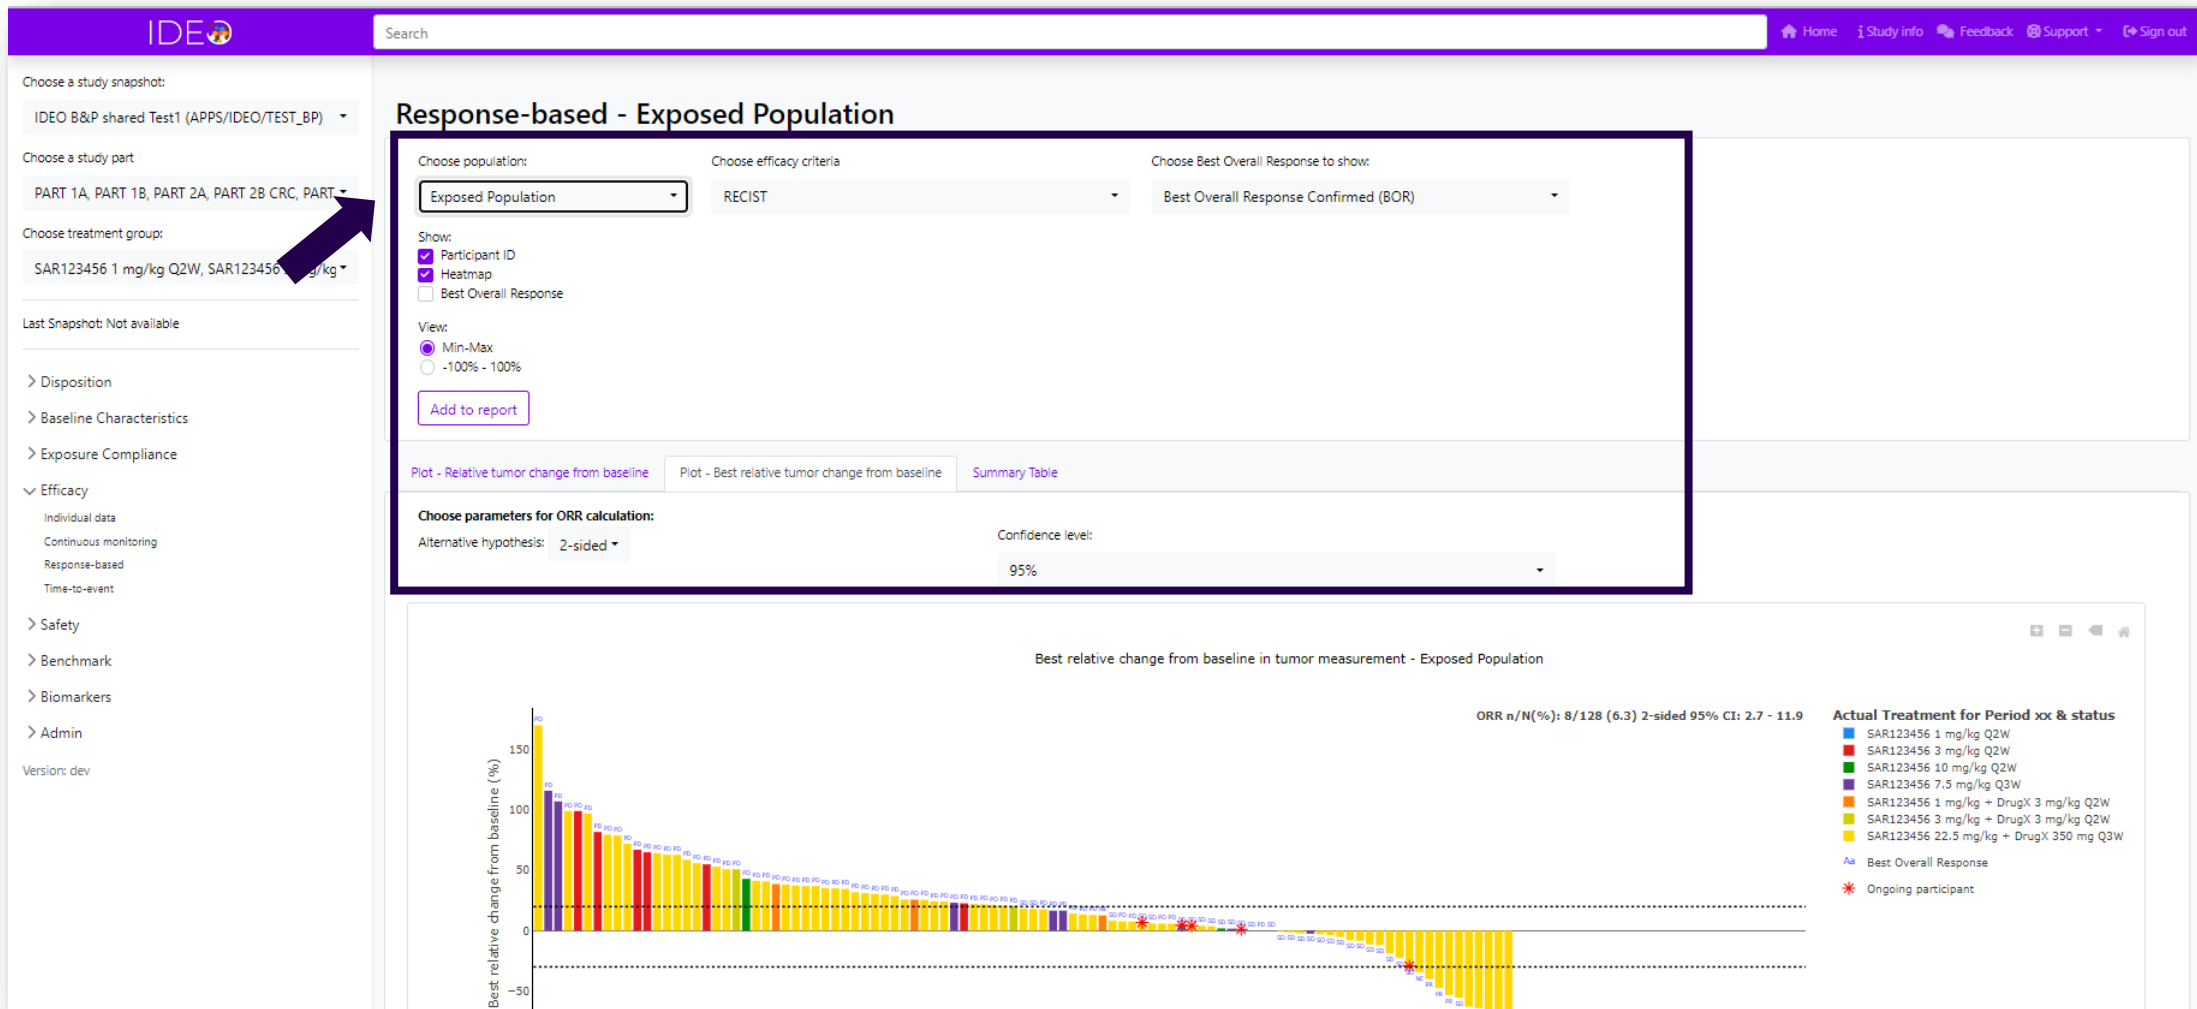 IDEO
Search
Home
Study info
Feedback
Support
Sign out
Choose a study snapshot:
IDEO B&P shared Test1 (APPS/IDEO/TEST_BP)
Choose a study part
PART 1A, PART 1B, PART 2A, PART 2B CRC, PART
Choose treatment group:
SAR123456 1 mg/kg Q2W, SAR123456 g/kg
Last Snapshot: Not available
Disposition
Baseline Characteristics
Exposure Compliance
Efficacy
Individual data
Continuous monitoring
Response-based
Time-to-event
Safety
Benchmark
Biomarkers
Admin
Version: dev
Response-based - Exposed Population
Choose population:
Exposed Population
Choose efficacy criteria
RECIST
Choose Best Overall Response to show:
Best Overall Response Confirmed (BOR)
Show:
Participant ID
Heatmap
Best Overall Response
View:
Min-Max
-100% - 100%
Add to report
Plot - Relative tumor change from baseline
Plot - Best relative tumor change from baseline
Summary Table
Choose parameters for ORR calculation:
Alternative hypothesis: 2-sided
Confidence level:
95%
Best relative change from baseline in tumor measurement - Exposed Population
ORR n/N(%): 8/128 (6.3) 2-sided 95% CI: 2.7 - 11.9
Best relative change from baseline (%)
150
100
50
0
−50
Actual Treatment for Period xx & status
SAR123456 1 mg/kg Q2W
SAR123456 3 mg/kg Q2W
SAR123456 10 mg/kg Q2W
SAR123456 7.5 mg/kg Q3W
SAR123456 1 mg/kg + DrugX 3 mg/kg Q2W
SAR123456 3 mg/kg + DrugX 3 mg/kg Q2W
SAR123456 22.5 mg/kg + DrugX 350 mg Q3W
Aa Best Overall Response
Ongoing participant